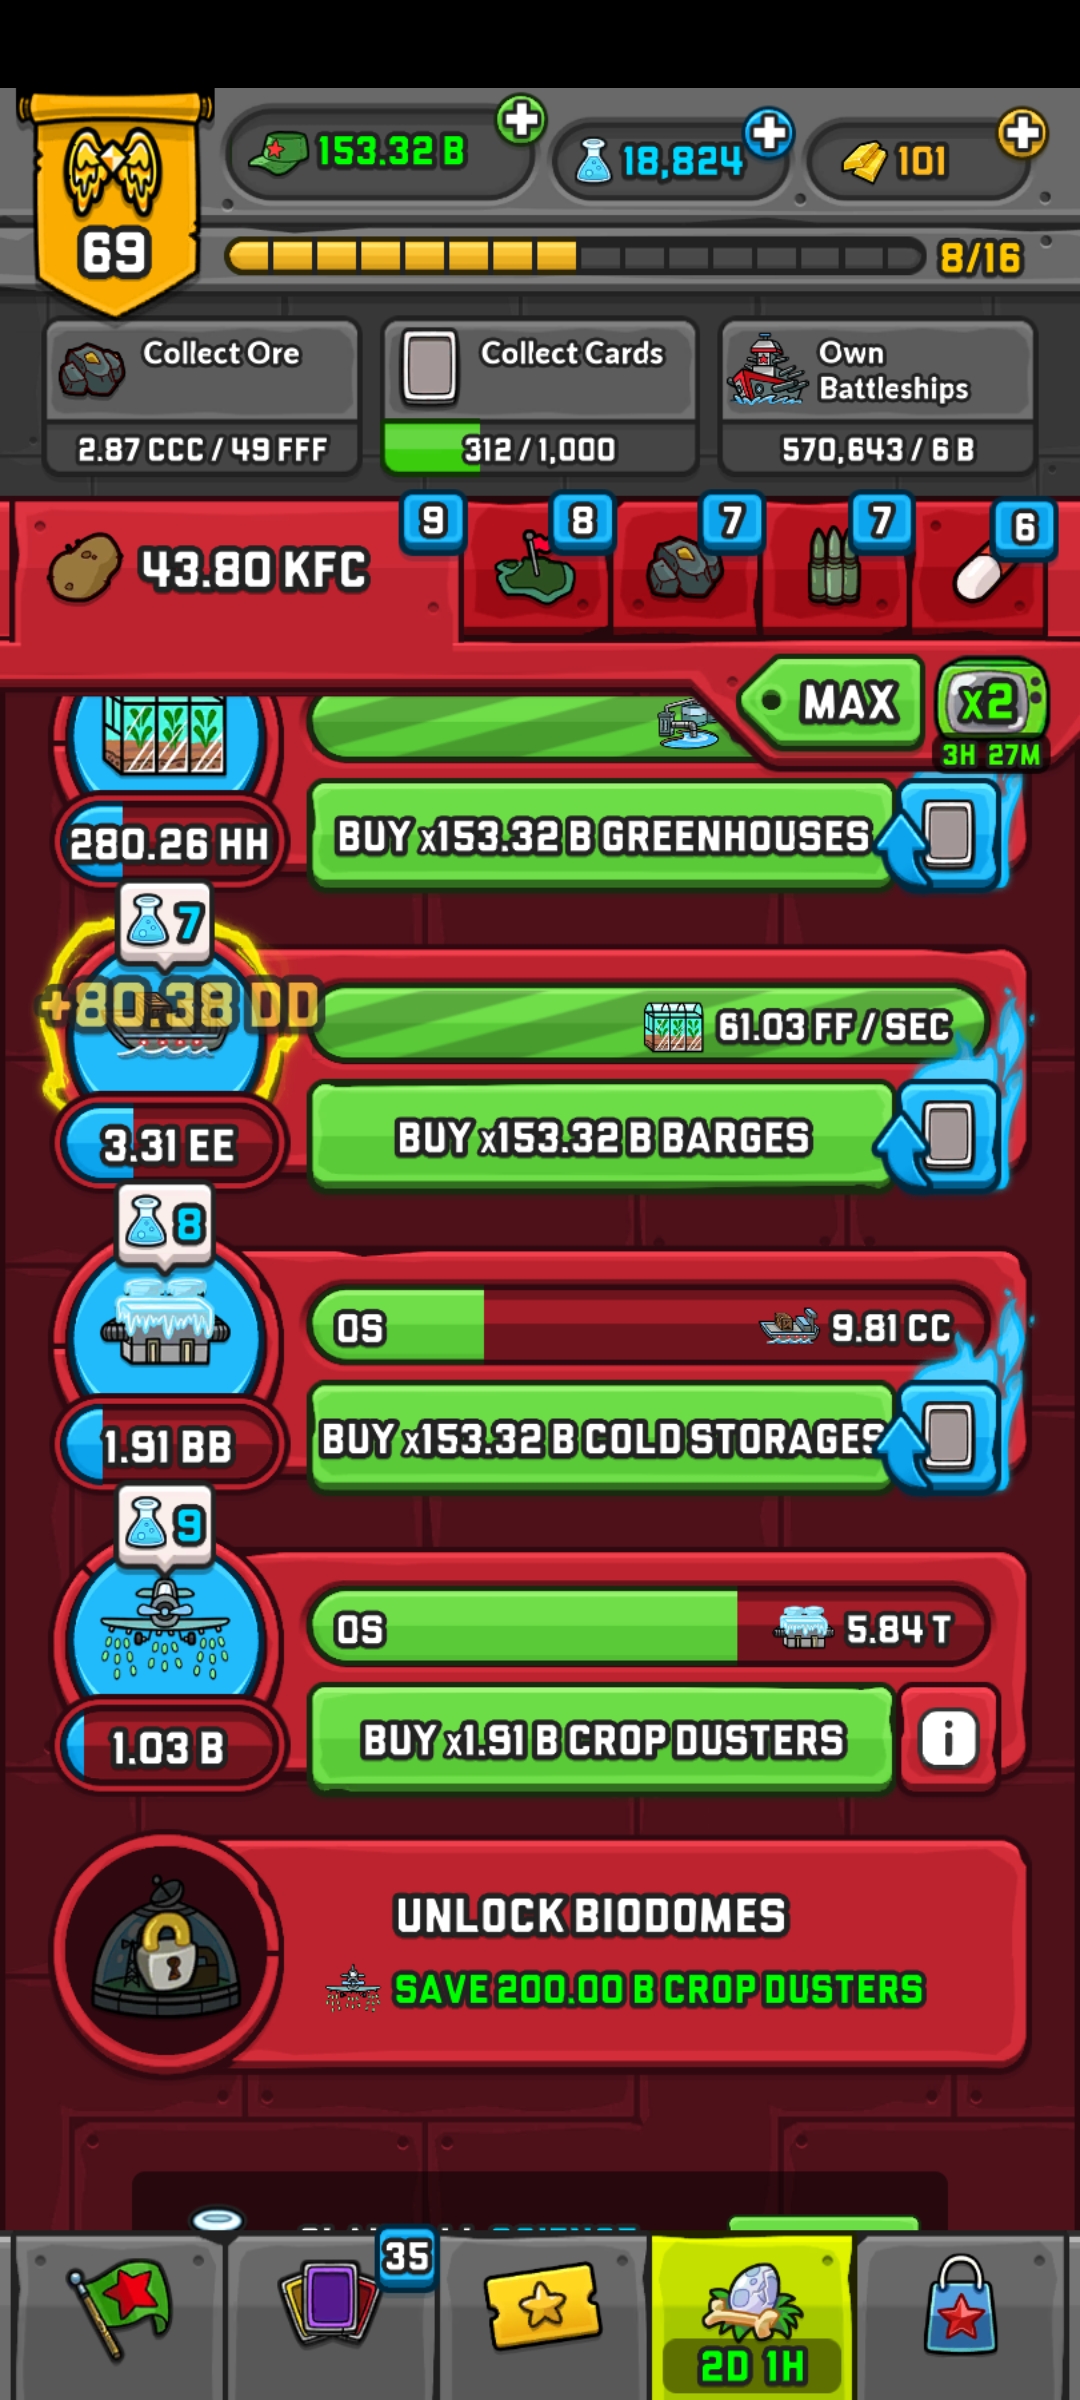 153.32 B
18,824
101
69
8/16
Collect Ore
2.87 CCC / 49 FFF
Collect Cards
312 / 1,000
Own
Battleships
570,643 / 6 B
43.80 KFC
9
8
7
7
6
MAX
x2
3H 27M
280.26 HH
BUY x153.32 B GREENHOUSES
7
+80.38 DD
61.03 FF / SEC
3.31 EE
BUY x153.32 B BARGES
8
0S
9.81 CC
1.91 BB
BUY x153.32 B COLD STORAGES
9
0S
5.84 T
1.03 B
BUY x1.91 B CROP DUSTERS
i
UNLOCK BIODOMES
SAVE 200.00 B CROP DUSTERS
35
2D 1H